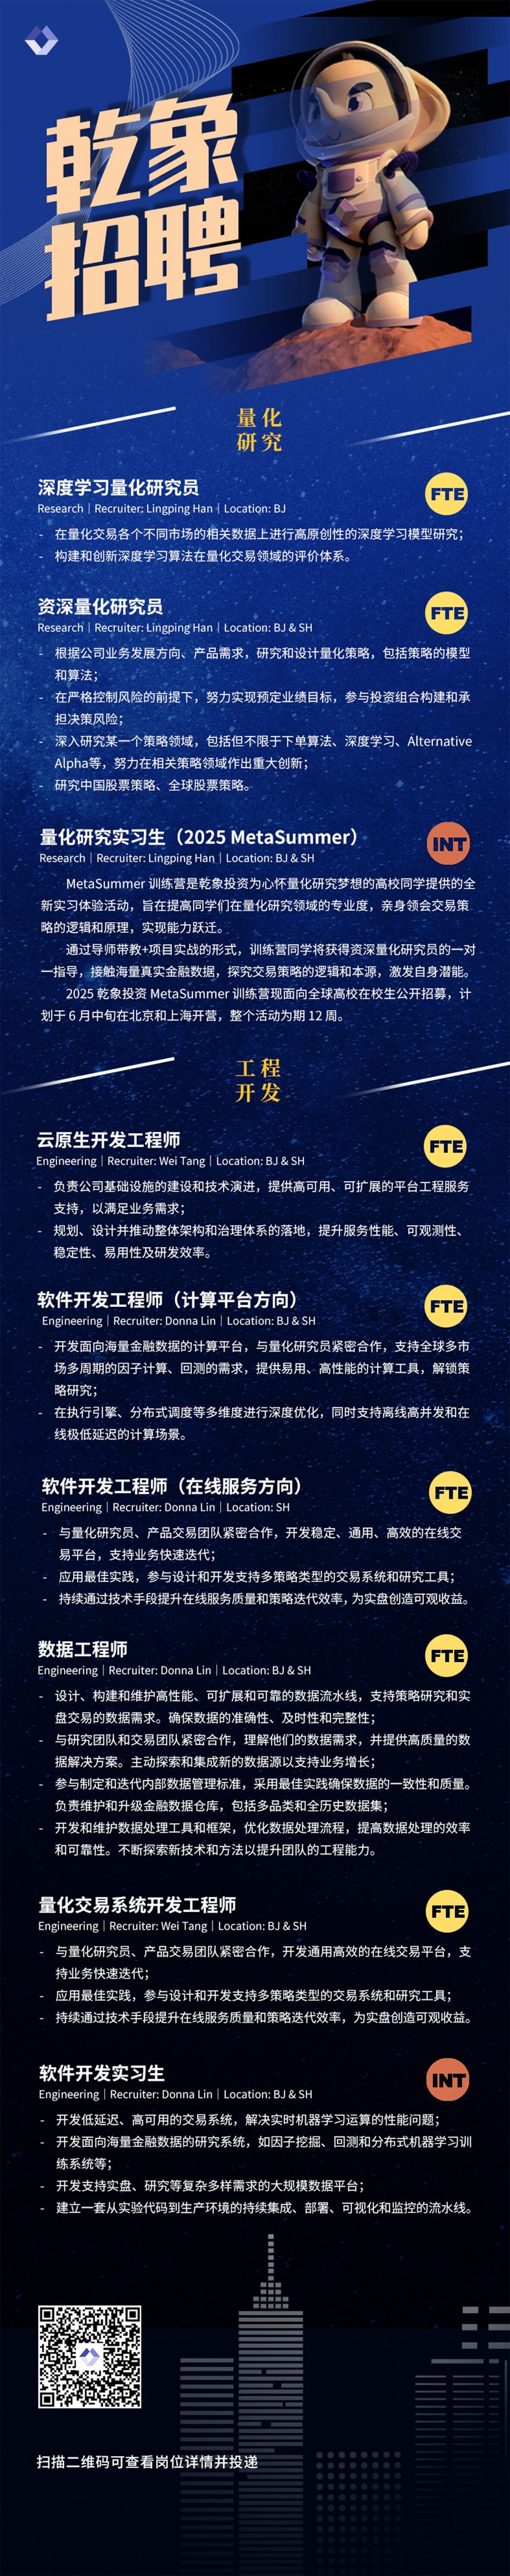 乾象
招聘
量化
研究
深度学习量化研究员
FTE
Research｜Recruiter: Lingping Han｜Location: BJ
- 在量化交易各个不同市场的相关数据上进行高原创性的深度学习模型研究；
- 构建和创新深度学习算法在量化交易领域的评价体系。
资深量化研究员
FTE
Research｜Recruiter: Lingping Han｜Location: BJ & SH
- 根据公司业务发展方向、产品需求，研究和设计量化策略，包括策略的模型
和算法；
- 在严格控制风险的前提下，努力实现预定业绩目标，参与投资组合构建和承
担决策风险；
- 深入研究某一个策略领域，包括但不限于下单算法、深度学习、Alternative
Alpha等，努力在相关策略领域作出重大创新；
- 研究中国股票策略、全球股票策略。
量化研究实习生（2025 MetaSummer）
INT
Research｜Recruiter: Lingping Han｜Location: BJ & SH
MetaSummer 训练营是乾象投资为心怀量化研究梦想的高校同学提供的全
新实习体验活动，旨在提高同学们在量化研究领域的专业度，亲身领会交易策
略的逻辑和原理，实现能力跃迁。
通过导师带教+项目实战的形式，训练营同学将获得资深量化研究员的一对
一指导，接触海量真实金融数据，探究交易策略的逻辑和本源，激发自身潜能。
2025 乾象投资 MetaSummer 训练营现面向全球高校在校生公开招募，计
划于 6 月中旬在北京和上海开营，整个活动为期 12 周。
工程
开发
云原生开发工程师
FTE
Engineering｜Recruiter: Wei Tang｜Location: BJ & SH
- 负责公司基础设施的建设和技术演进，提供高可用、可扩展的平台工程服务
支持，以满足业务需求；
- 规划、设计并推动整体架构和治理体系的落地，提升服务性能、可观测性、
稳定性、易用性及研发效率。
软件开发工程师（计算平台方向）
FTE
Engineering｜Recruiter: Donna Lin｜Location: BJ & SH
- 开发面向海量金融数据的计算平台，与量化研究员紧密合作，支持全球多市
场多周期的因子计算、回测的需求，提供易用、高性能的计算工具，解锁策
略研究；
- 在执行引擎、分布式调度等多维度进行深度优化，同时支持离线高并发和在
线极低延迟的计算场景。
软件开发工程师（在线服务方向）
FTE
Engineering｜Recruiter: Donna Lin｜Location: SH
- 与量化研究员、产品交易团队紧密合作，开发稳定、通用、高效的在线交
易平台，支持业务快速迭代；
- 应用最佳实践，参与设计和开发支持多策略类型的交易系统和研究工具；
- 持续通过技术手段提升在线服务质量和策略迭代效率，为实盘创造可观收益。
数据工程师
FTE
Engineering｜Recruiter: Donna Lin｜Location: BJ & SH
- 设计、构建和维护高性能、可扩展和可靠的数据流水线，支持策略研究和实
盘交易的数据需求。确保数据的准确性、及时性和完整性；
- 与研究团队和交易团队紧密合作，理解他们的数据需求，并提供高质量的数
据解决方案。主动探索和集成新的数据源以支持业务增长；
- 参与制定和迭代内部数据管理标准，采用最佳实践确保数据的一致性和质量。
负责维护和升级金融数据仓库，包括多品类和全历史数据集；
- 开发和维护数据处理工具和框架，优化数据处理流程，提高数据处理的效率
和可靠性。不断探索新技术和方法以提升团队的工程能力。
量化交易系统开发工程师
FTE
Engineering｜Recruiter: Wei Tang｜Location: BJ & SH
- 与量化研究员、产品交易团队紧密合作，开发通用高效的在线交易平台，支
持业务快速迭代；
- 应用最佳实践，参与设计和开发支持多策略类型的交易系统和研究工具；
- 持续通过技术手段提升在线服务质量和策略迭代效率，为实盘创造可观收益。
软件开发实习生
INT
Engineering｜Recruiter: Donna Lin｜Location: BJ & SH
- 开发低延迟、高可用的交易系统，解决实时机器学习运算的性能问题；
- 开发面向海量金融数据的研究系统，如因子挖掘、回测和分布式机器学习训
练系统等；
- 开发支持实盘、研究等复杂多样需求的大规模数据平台；
- 建立一套从实验代码到生产环境的持续集成、部署、可视化和监控的流水线。
扫描二维码可查看岗位详情并投递